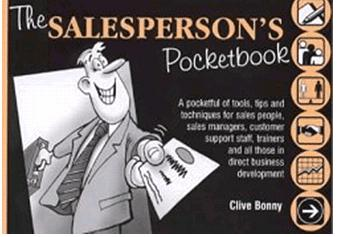 The SALESPERSON'S
Pocketbook
A pocketful of tools, tips and
techniques for sales people,
sales managers, customer
support staff, trainers
and all those in
direct business
development
Clive Bonny